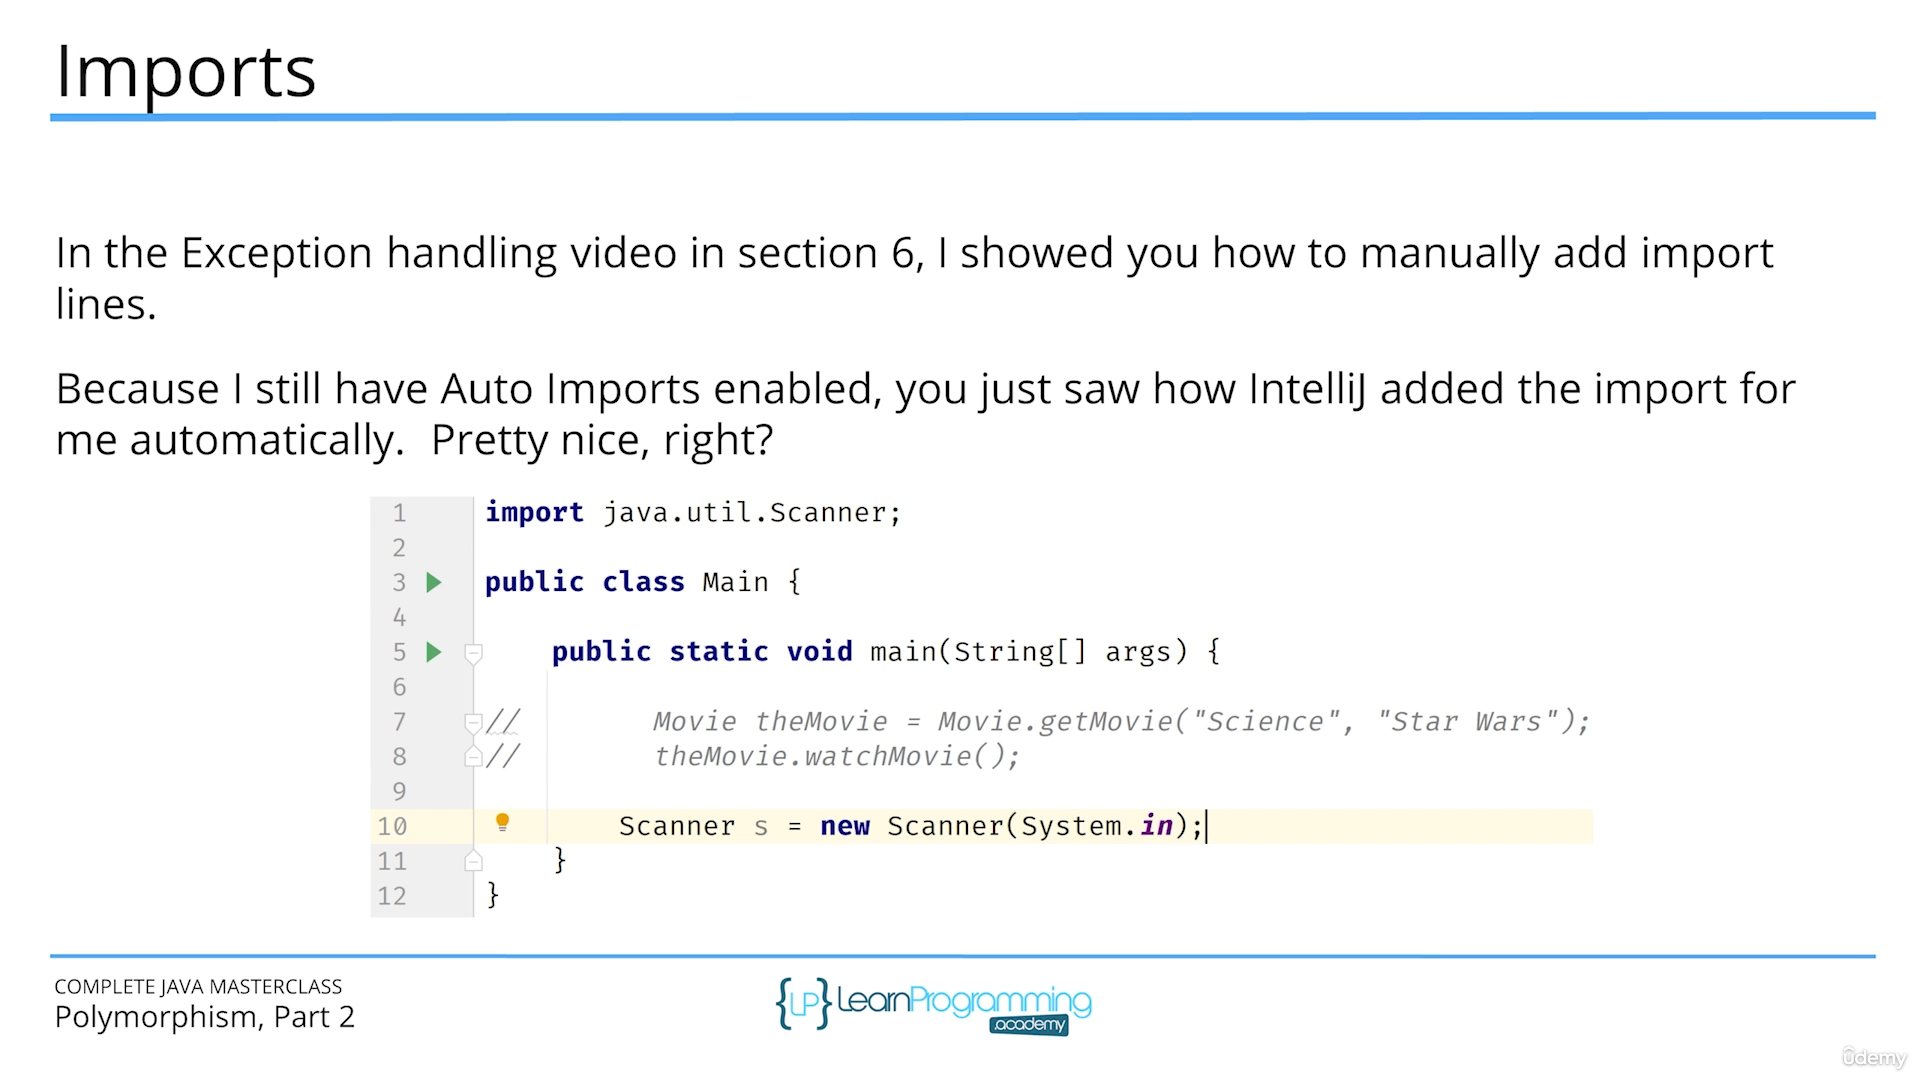 Imports
In the Exception handling video in section 6, I showed you how to manually add import
lines.
Because I still have Auto Imports enabled, you just saw how IntelliJ added the import for
me automatically.  Pretty nice, right?
1 import java.util.Scanner;
2
3 public class Main {
4
5     public static void main(String[] args) {
6
7 //        Movie theMovie = Movie.getMovie("Science", "Star Wars");
8 //        theMovie.watchMovie();
9
10         Scanner s = new Scanner(System.in);
11     }
12 }
COMPLETE JAVA MASTERCLASS
Polymorphism, Part 2
{LP} LearnProgramming
.academy
ûdemy